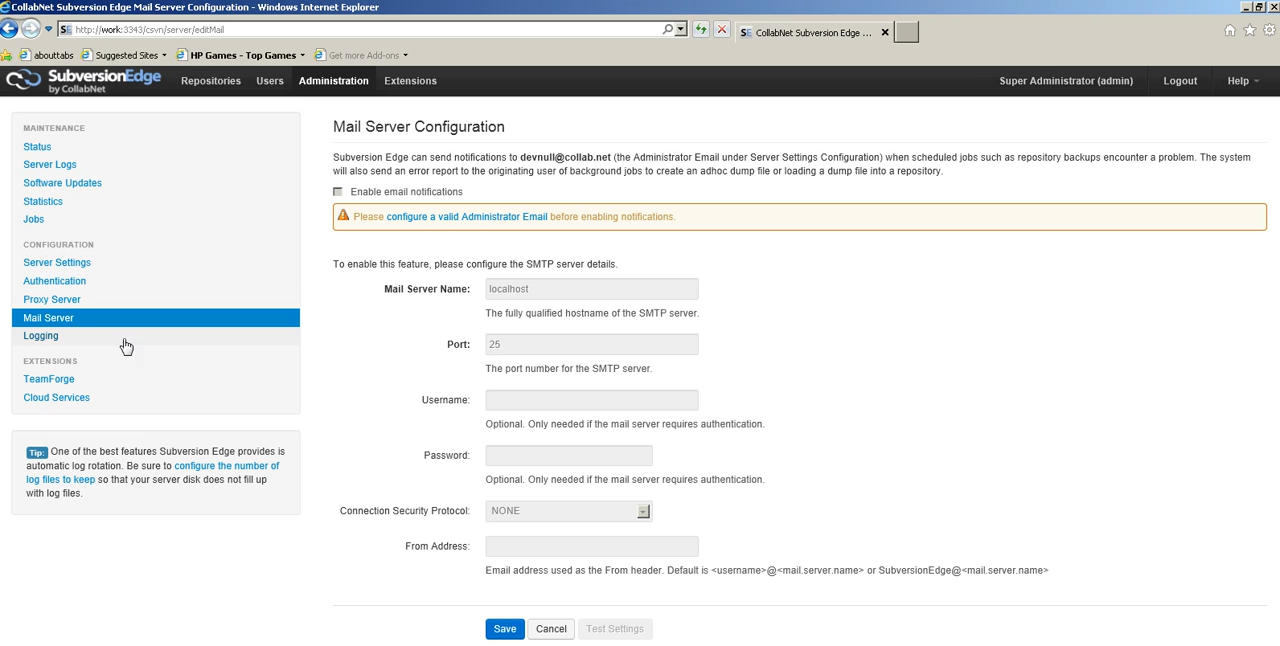 CollabNet Subversion Edge Mail Server Configuration - Windows Internet Explorer
http://work:3343/csvn/server/editMail
CollabNet Subversion Edge ...
abouttabs
Suggested Sites
HP Games - Top Games
Get more Add-ons
SubversionEdge
by CollabNet
Repositories
Users
Administration
Extensions
Super Administrator (admin)
Logout
Help
MAINTENANCE
Status
Server Logs
Software Updates
Statistics
Jobs
CONFIGURATION
Server Settings
Authentication
Proxy Server
Mail Server
Logging
EXTENSIONS
TeamForge
Cloud Services
Tip: One of the best features Subversion Edge provides is
automatic log rotation. Be sure to configure the number of
log files to keep so that your server disk does not fill up
with log files.
Mail Server Configuration
Subversion Edge can send notifications to devnull@collab.net (the Administrator Email under Server Settings Configuration) when scheduled jobs such as repository backups encounter a problem. The system
will also send an error report to the originating user of background jobs to create an adhoc dump file or loading a dump file into a repository.
Enable email notifications
Please configure a valid Administrator Email before enabling notifications.
To enable this feature, please configure the SMTP server details.
Mail Server Name: localhost
The fully qualified hostname of the SMTP server.
Port: 25
The port number for the SMTP server.
Username:
Optional. Only needed if the mail server requires authentication.
Password:
Optional. Only needed if the mail server requires authentication.
Connection Security Protocol: NONE
From Address:
Email address used as the From header. Default is <username>@<mail.server.name> or SubversionEdge@<mail.server.name>
Save
Cancel
Test Settings